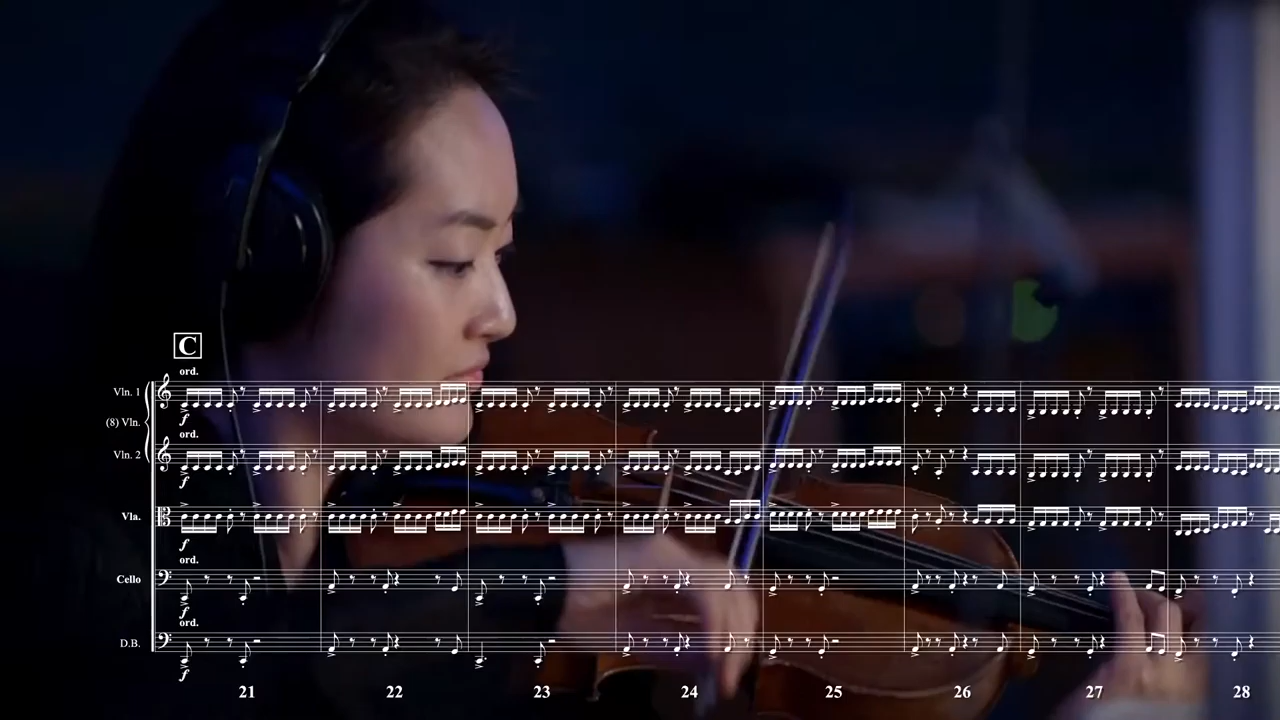 C
ord.
Vln. 1
f
(8) Vln.
ord.
Vln. 2
f
Vla.
f
ord.
Cello
f
ord.
D.B.
f
21 22 23 24 25 26 27 28